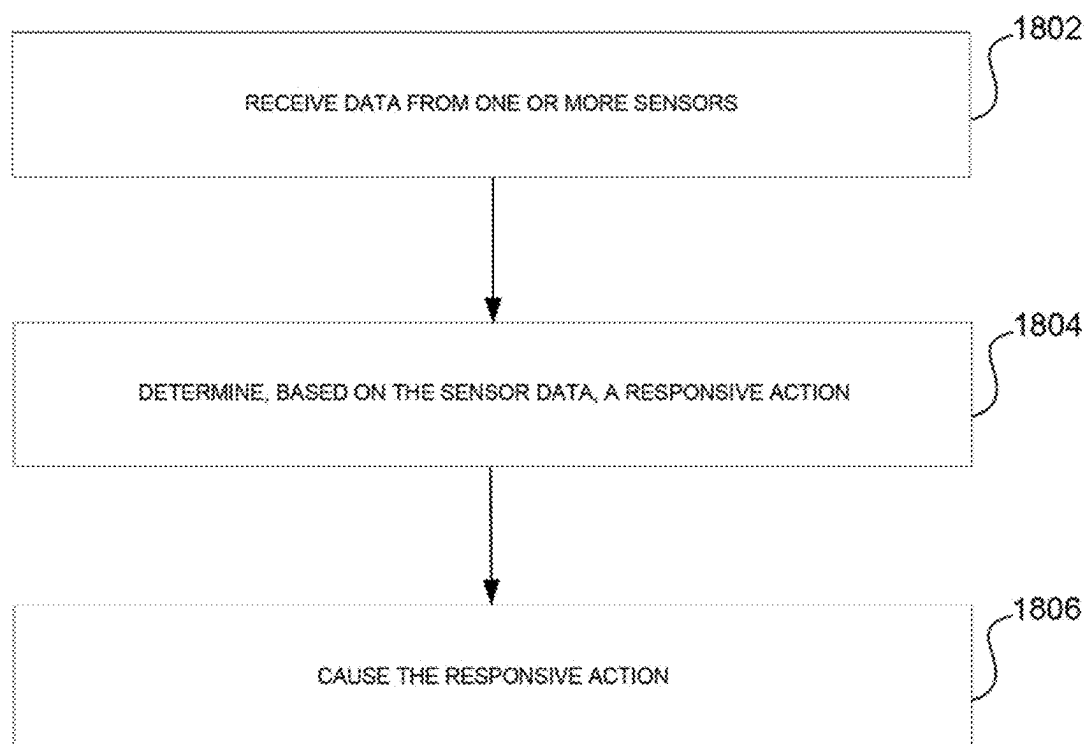 1802
RECEIVE DATA FROM ONE OR MORE SENSORS
1804
DETERMINE, BASED ON THE SENSOR DATA, A RESPONSIVE ACTION
1806
CAUSE THE RESPONSIVE ACTION